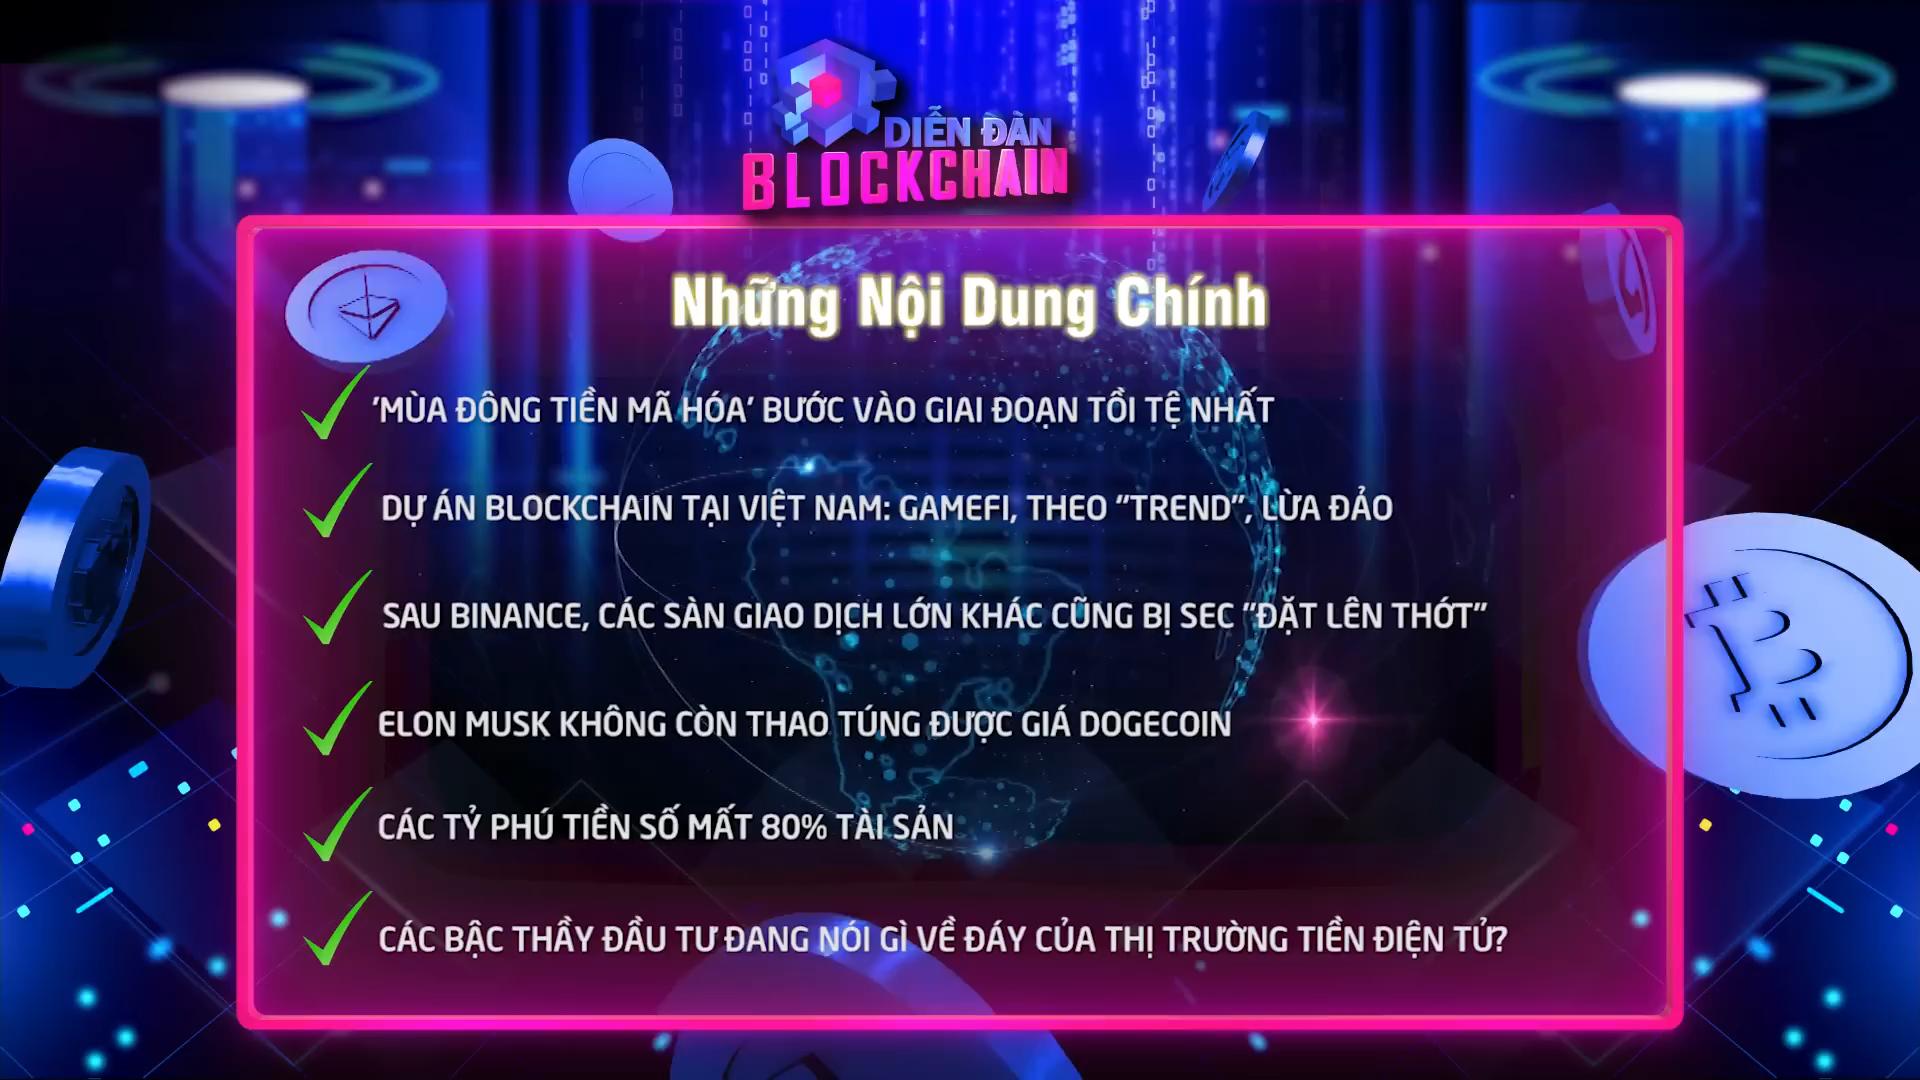 DIỄN ĐÀN
BLOCKCHAIN
Những Nội Dung Chính
'MÙA ĐÔNG TIỀN MÃ HÓA' BƯỚC VÀO GIAI ĐOẠN TỒI TỆ NHẤT
DỰ ÁN BLOCKCHAIN TẠI VIỆT NAM: GAMEFI, THEO "TREND", LỪA ĐẢO
SAU BINANCE, CÁC SÀN GIAO DỊCH LỚN KHÁC CŨNG BỊ SEC "ĐẶT LÊN THỚT"
ELON MUSK KHÔNG CÒN THAO TÚNG ĐƯỢC GIÁ DOGECOIN
CÁC TỶ PHÚ TIỀN SỐ MẤT 80% TÀI SẢN
CÁC BẬC THẦY ĐẦU TƯ ĐANG NÓI GÌ VỀ ĐÁY CỦA THỊ TRƯỜNG TIỀN ĐIỆN TỬ?